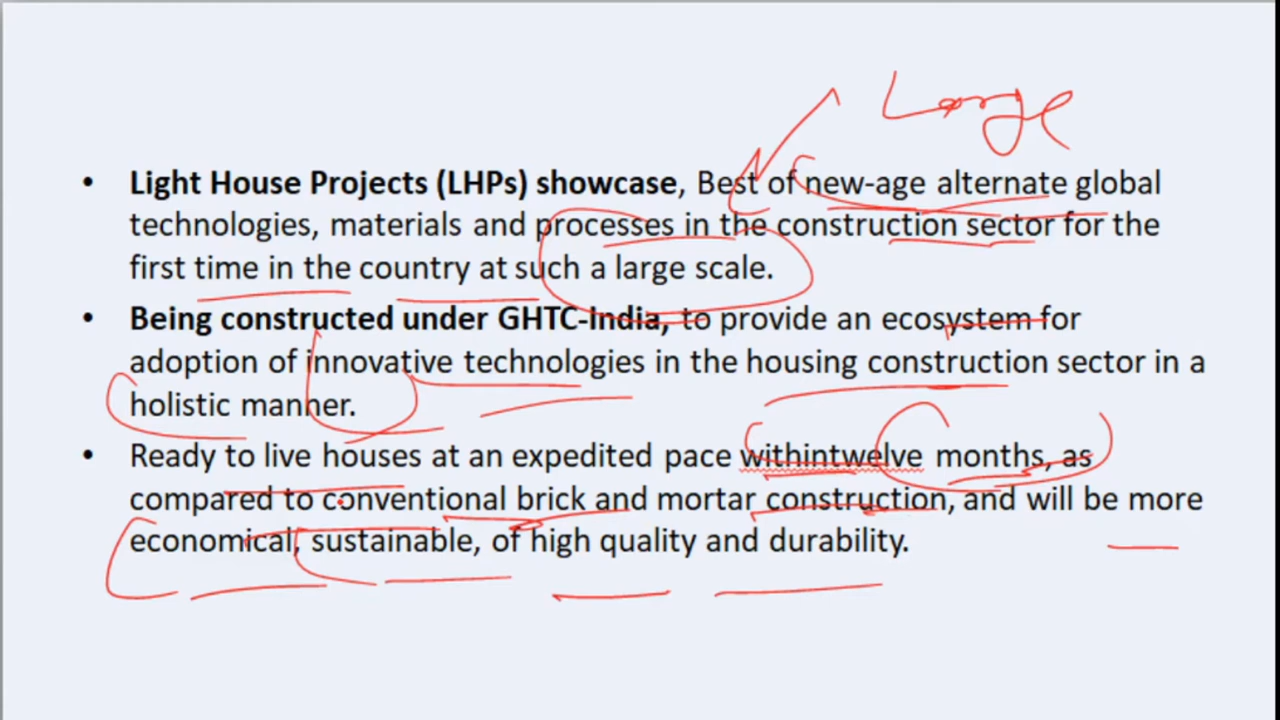 Large
• Light House Projects (LHPs) showcase, Best of new-age alternate global
technologies, materials and processes in the construction sector for the
first time in the country at such a large scale.
• Being constructed under GHTC-India, to provide an ecosystem for
adoption of innovative technologies in the housing construction sector in a
holistic manner.
• Ready to live houses at an expedited pace withintwelve months, as
compared to conventional brick and mortar construction, and will be more
economical, sustainable, of high quality and durability.